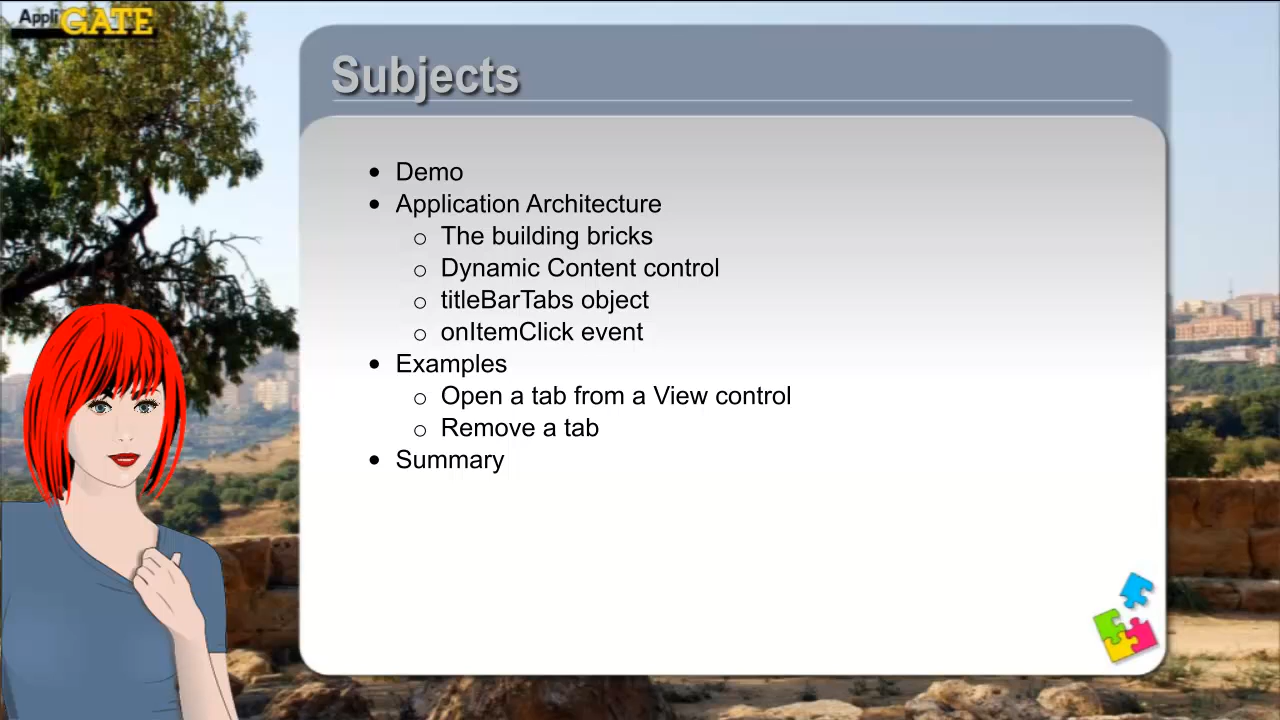 AppliGATE
Subjects
• Demo
• Application Architecture
o The building bricks
o Dynamic Content control
o titleBarTabs object
o onItemClick event
• Examples
o Open a tab from a View control
o Remove a tab
• Summary